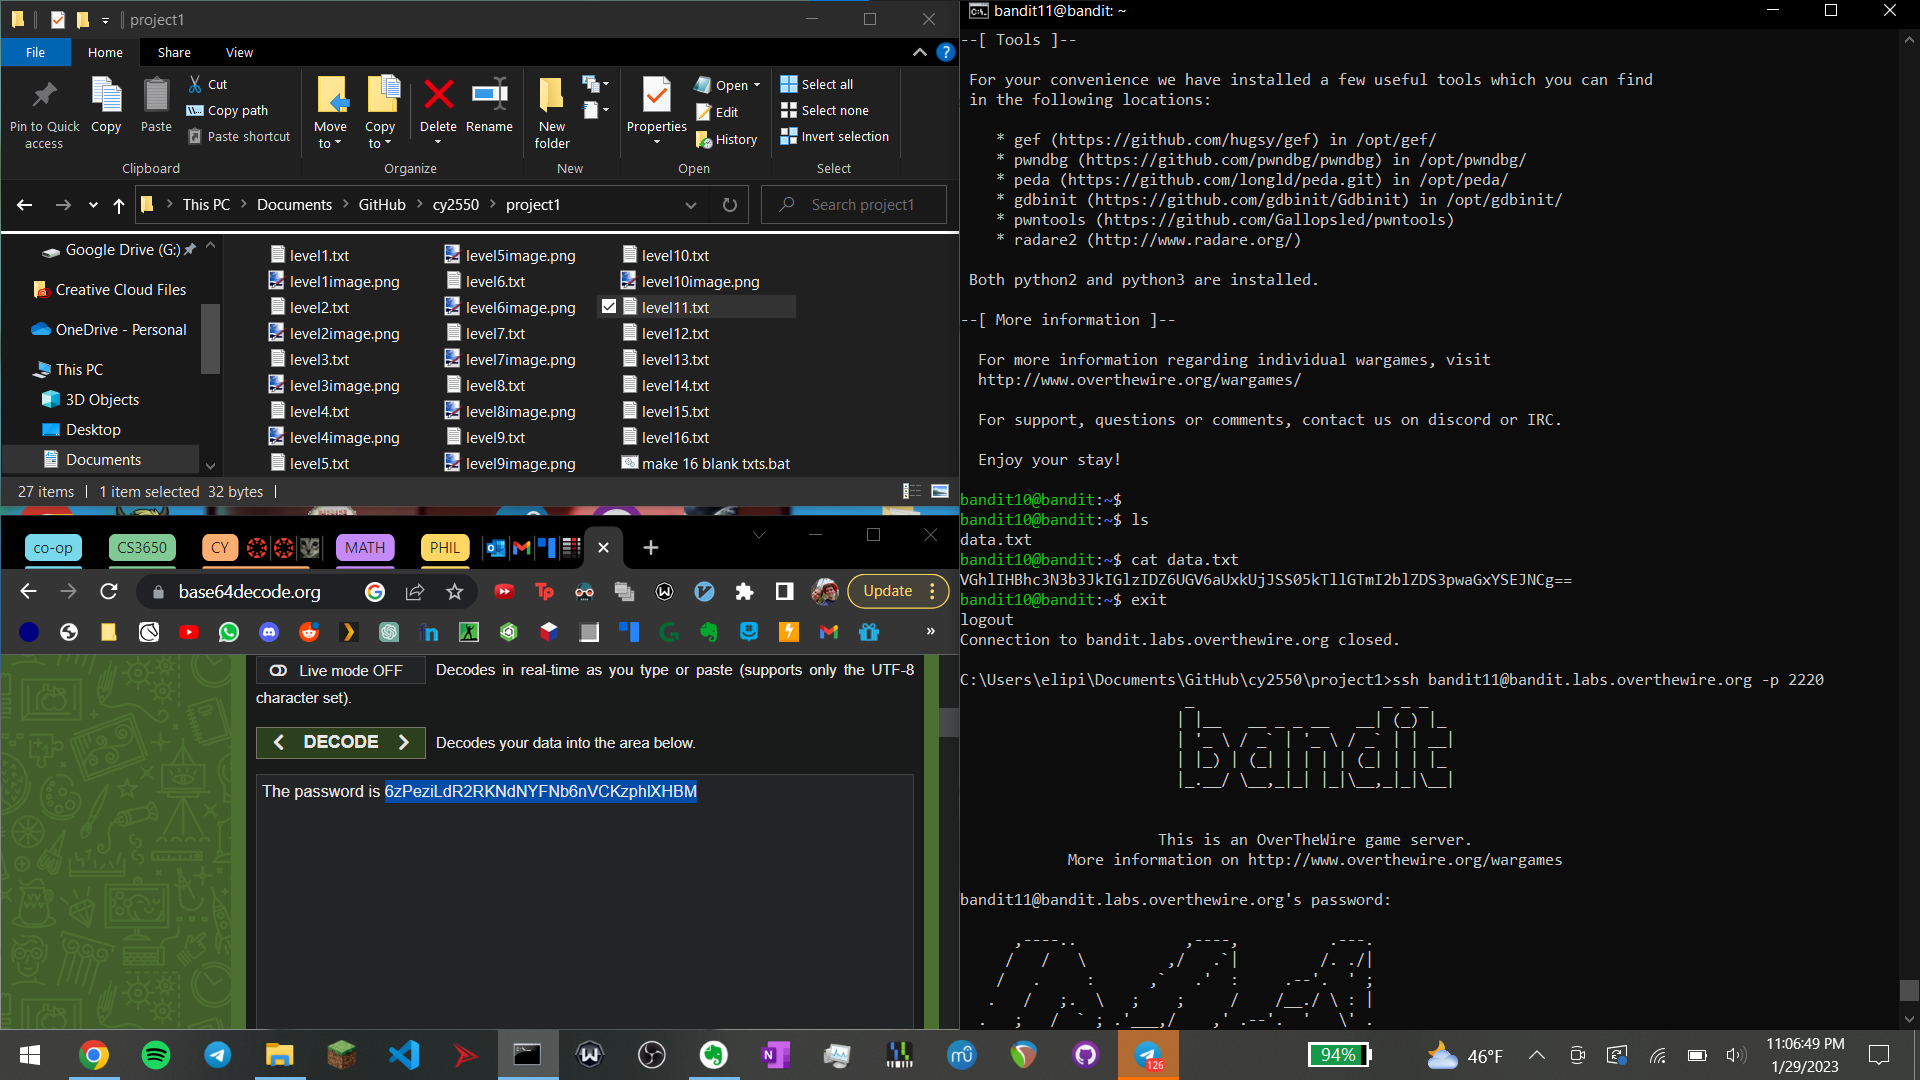 project1
File
Home
Share
View
Pin to Quick access
Copy
Paste
Cut
Copy path
Paste shortcut
Move to
Copy to
Delete
Rename
New folder
Properties
Open
Edit
History
Select all
Select none
Invert selection
Clipboard
Organize
New
Open
Select
This PC > Documents > GitHub > cy2550 > project1
Search project1
Google Drive (G:)
Creative Cloud Files
OneDrive - Personal
This PC
3D Objects
Desktop
Documents
level1.txt
level1image.png
level2.txt
level2image.png
level3.txt
level3image.png
level4.txt
level4image.png
level5.txt
level5image.png
level6.txt
level6image.png
level7.txt
level7image.png
level8.txt
level8image.png
level9.txt
level9image.png
level10.txt
level10image.png
level11.txt
level12.txt
level13.txt
level14.txt
level15.txt
level16.txt
make 16 blank txts.bat
27 items
1 item selected 32 bytes
co-op
CS3650
CY
MATH
PHIL
base64decode.org
Update
Live mode OFF
Decodes in real-time as you type or paste (supports only the UTF-8
character set).
DECODE
Decodes your data into the area below.
The password is 6zPeziLdR2RKNdNYFNb6nVCKzphlXHBM
bandit11@bandit: ~
--[ Tools ]--
For your convenience we have installed a few useful tools which you can find
in the following locations:
* gef (https://github.com/hugsy/gef) in /opt/gef/
* pwndbg (https://github.com/pwndbg/pwndbg) in /opt/pwndbg/
* peda (https://github.com/longld/peda.git) in /opt/peda/
* gdbinit (https://github.com/gdbinit/Gdbinit) in /opt/gdbinit/
* pwntools (https://github.com/Gallopsled/pwntools)
* radare2 (http://www.radare.org/)
Both python2 and python3 are installed.
--[ More information ]--
For more information regarding individual wargames, visit
http://www.overthewire.org/wargames/
For support, questions or comments, contact us on discord or IRC.
Enjoy your stay!
bandit10@bandit:~$
bandit10@bandit:~$ ls
data.txt
bandit10@bandit:~$ cat data.txt
VGhlIHBhc3N3b3JkIGlzIDZ6UGV6aUxkUjJSS05kTllGTmI2blZDS3pwaGxYSEJNCg==
bandit10@bandit:~$ exit
logout
Connection to bandit.labs.overthewire.org closed.
C:\Users\elipi\Documents\GitHub\cy2550\project1>ssh bandit11@bandit.labs.overthewire.org -p 2220
bandit
This is an OverTheWire game server.
More information on http://www.overthewire.org/wargames
bandit11@bandit.labs.overthewire.org's password:
94%
46°F
126
11:06:49 PM
1/29/2023